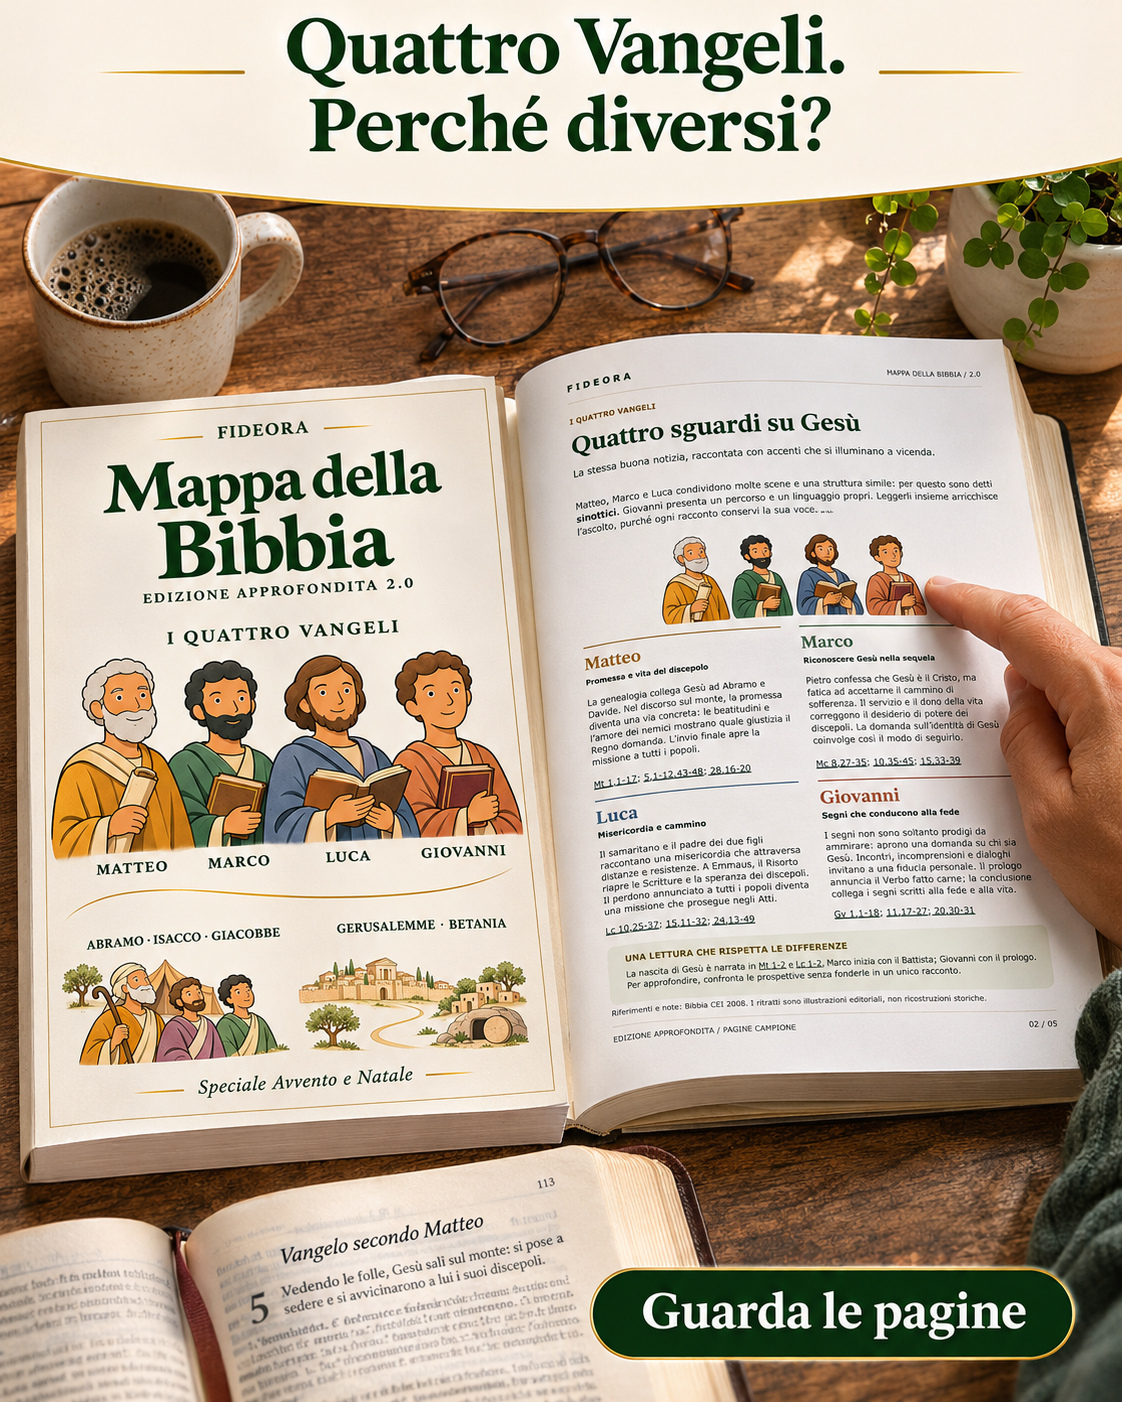 Quattro Vangeli.
Perché diversi?
FIDEORA
Mappa della
Bibbia
EDIZIONE APPROFONDITA 2.0
I QUATTRO VANGELI
MATTEO
MARCO
LUCA
GIOVANNI
ABRAMO · ISACCO · GIACOBBE
GERUSALEMME · BETANIA
Speciale Avvento e Natale
FIDEORA
MAPPA DELLA BIBBIA / 2.0
I QUATTRO VANGELI
Quattro sguardi su Gesù
La stessa buona notizia, raccontata con accenti che si illuminano a vicenda.
Matteo, Marco e Luca condividono molte scene e una struttura simile: per questo sono detti
sinottici. Giovanni presenta un percorso e un linguaggio propri. Leggerli insieme arricchisce
l'ascolto, purché ogni racconto conservi la sua voce.
Matteo
Promessa e vita del discepolo
La genealogia collega Gesù ad Abramo e
Davide. Nel discorso sul monte, la promessa
diventa una via concreta: le beatitudini e
l'amore dei nemici mostrano quale giustizia il
Regno domanda. L'invio finale apre la
missione a tutti i popoli.
Mt 1,1-17; 5,1-12.43-48; 28,16-20
Marco
Riconoscere Gesù nella sequela
Pietro confessa che Gesù è il Cristo, ma
fatica ad accettarne il cammino di
sofferenza. Il servizio e il dono della vita
correggono il desiderio di potere dei
discepoli. La domanda sull'identità di Gesù
coinvolge così il modo di seguirlo.
Mc 8,27-35; 10,35-45; 15,33-39
Luca
Misericordia e cammino
Il samaritano e il padre dei due figli
raccontano una misericordia che attraversa
distanze e resistenze. A Emmaus, il Risorto
riapre le Scritture e la speranza dei discepoli.
Il perdono annunciato a tutti i popoli diventa
una missione che prosegue negli Atti.
Lc 10,25-37; 15,11-32; 24,13-49
Giovanni
Segni che conducono alla fede
I segni non sono soltanto prodigi da
ammirare: aprono una domanda su chi sia
Gesù. Incontri, incomprensioni e dialoghi
invitano a una fiducia personale. Il prologo
annuncia il Verbo fatto carne; la conclusione
collega i segni scritti alla fede e alla vita.
Gv 1,1-18; 11,17-27; 20,30-31
UNA LETTURA CHE RISPETTA LE DIFFERENZE
La nascita di Gesù è narrata in Mt 1-2 e Lc 1-2, Marco inizia con il Battista; Giovanni con il prologo.
Per approfondire, confronta le prospettive senza fonderle in un unico racconto.
Riferimenti e note: Bibbia CEI 2008. I ritratti sono illustrazioni editoriali, non ricostruzioni storiche.
EDIZIONE APPROFONDITA / PAGINE CAMPIONE
02 / 05
113
Vangelo secondo Matteo
5 Vedendo le folle, Gesù salì sul monte: si pose a
sedere e si avvicinarono a lui i suoi discepoli.
Guarda le pagine